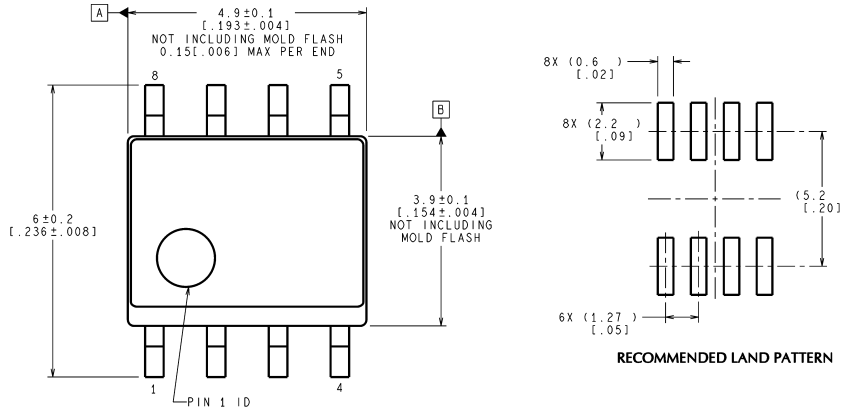 A
4.9±0.1
[.193±.004]
NOT INCLUDING MOLD FLASH
0.15[.006] MAX PER END
8
5
B
6±0.2
[.236±.008]
3.9±0.1
[.154±.004]
NOT INCLUDING
MOLD FLASH
1
4
PIN 1 ID
8X (0.6 )
[.02]
8X (2.2 )
[.09]
(5.2
[.20]
6X (1.27 )
[.05]
RECOMMENDED LAND PATTERN